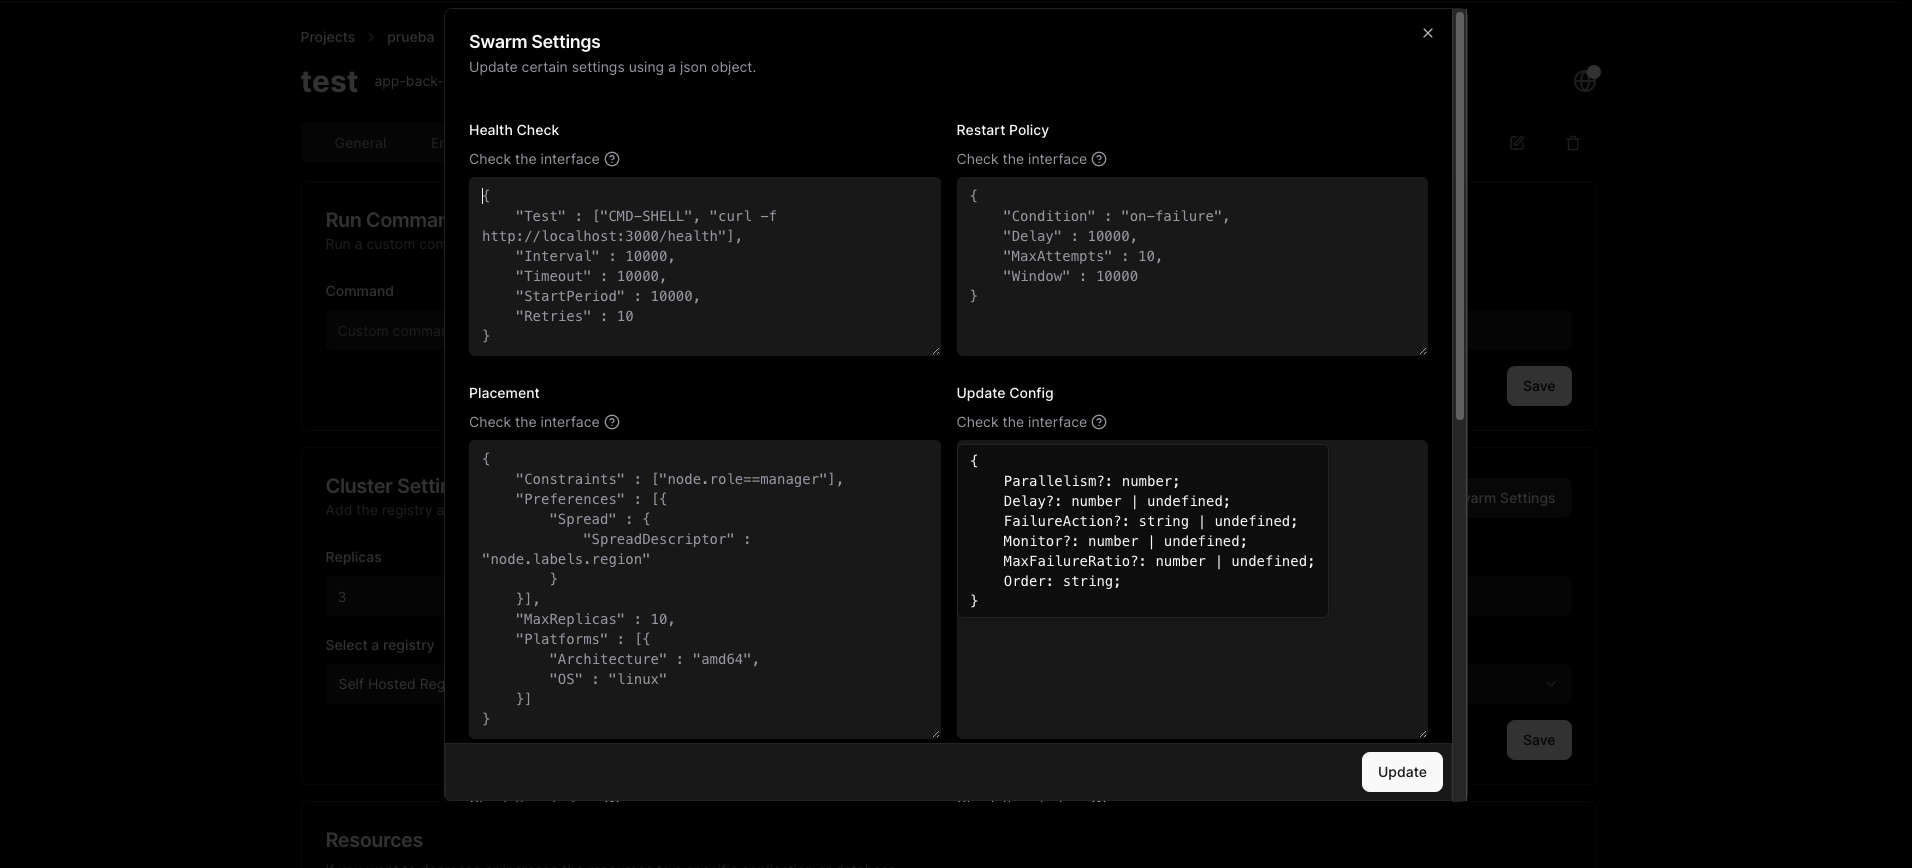 Projects > prueba
test app-back-
General
Run Comman
Run a custom com
Command
Custom comman
Save
Cluster Settin
Add the registry a
warm Settings
Replicas
3
Select a registry
Self Hosted Reg
Save
Resources
Swarm Settings
Update certain settings using a json object.
Health Check
Check the interface
{
"Test" : ["CMD-SHELL", "curl -f
http://localhost:3000/health"],
"Interval" : 10000,
"Timeout" : 10000,
"StartPeriod" : 10000,
"Retries" : 10
}
Restart Policy
Check the interface
{
"Condition" : "on-failure",
"Delay" : 10000,
"MaxAttempts" : 10,
"Window" : 10000
}
Placement
Check the interface
{
"Constraints" : ["node.role==manager"],
"Preferences" : [{
"Spread" : {
"SpreadDescriptor" :
"node.labels.region"
}
}],
"MaxReplicas" : 10,
"Platforms" : [{
"Architecture" : "amd64",
"OS" : "linux"
}]
}
Update Config
Check the interface
{
Parallelism?: number;
Delay?: number | undefined;
FailureAction?: string | undefined;
Monitor?: number | undefined;
MaxFailureRatio?: number | undefined;
Order: string;
}
Update